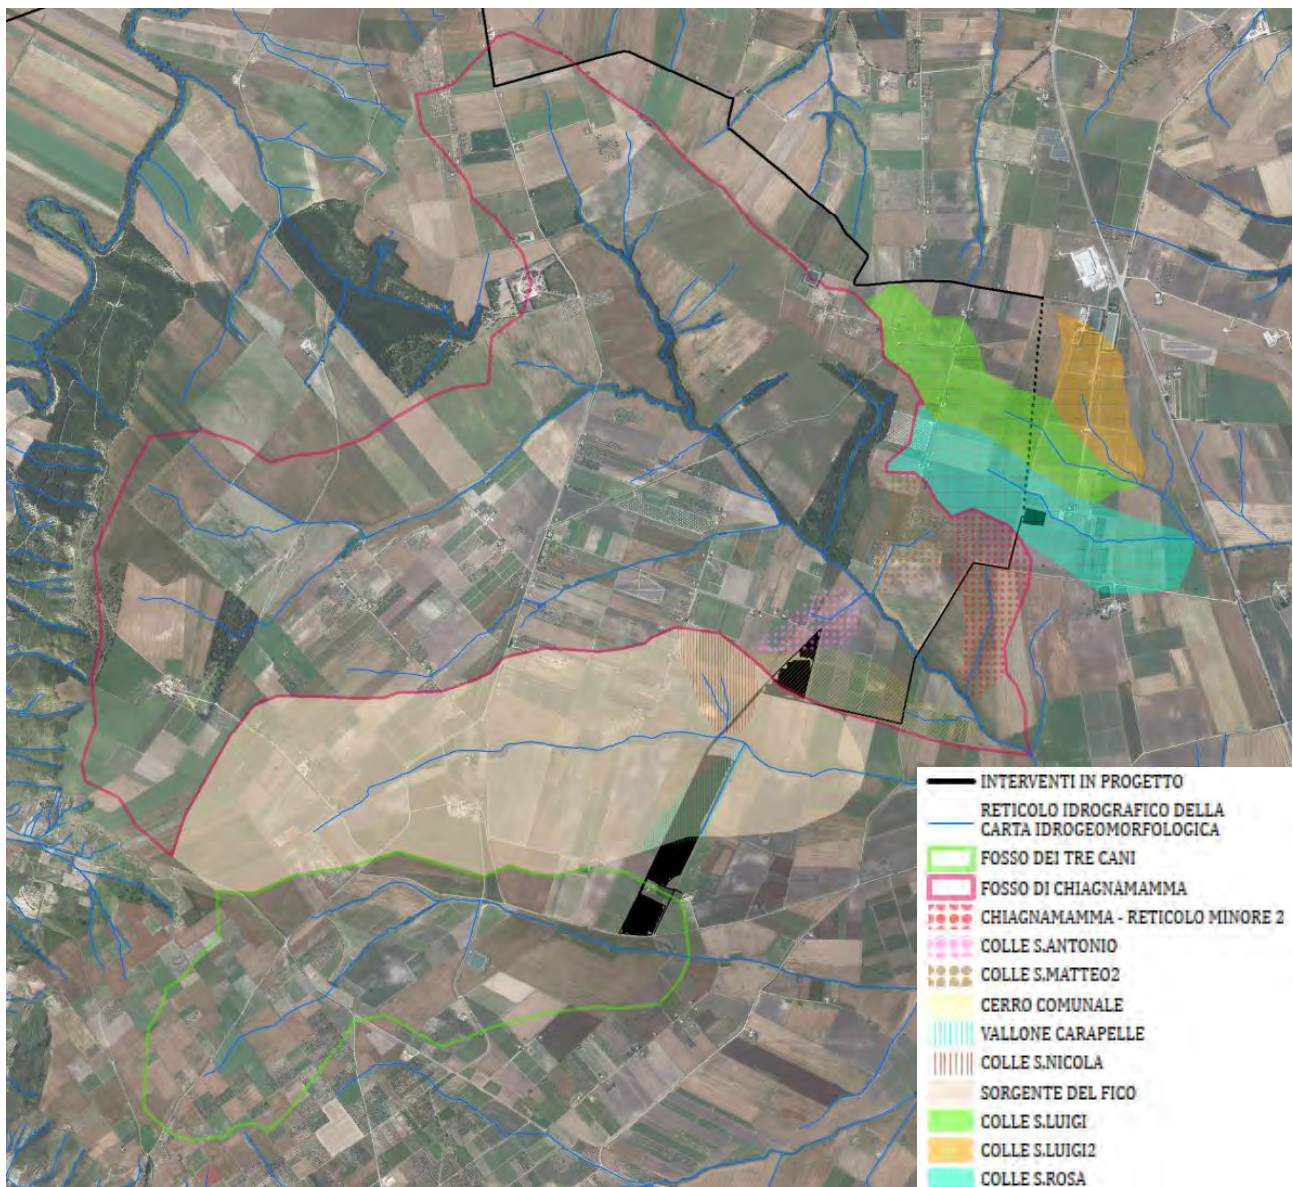 INTERVENTI IN PROGETTO
RETICOLO IDROGRAFICO DELLA
CARTA IDROGEOMORFOLOGICA
FOSSO DEI TRE CANI
FOSSO DI CHIAGNAMAMMA
CHIAGNAMAMMA - RETICOLO MINORE 2
COLLE S.ANTONIO
COLLE S.MATTEO2
CERRO COMUNALE
VALLONE CARAPELLE
COLLE S.NICOLA
SORGENTE DEL FICO
COLLE S.LUIGI
COLLE S.LUIGI2
COLLE S.ROSA